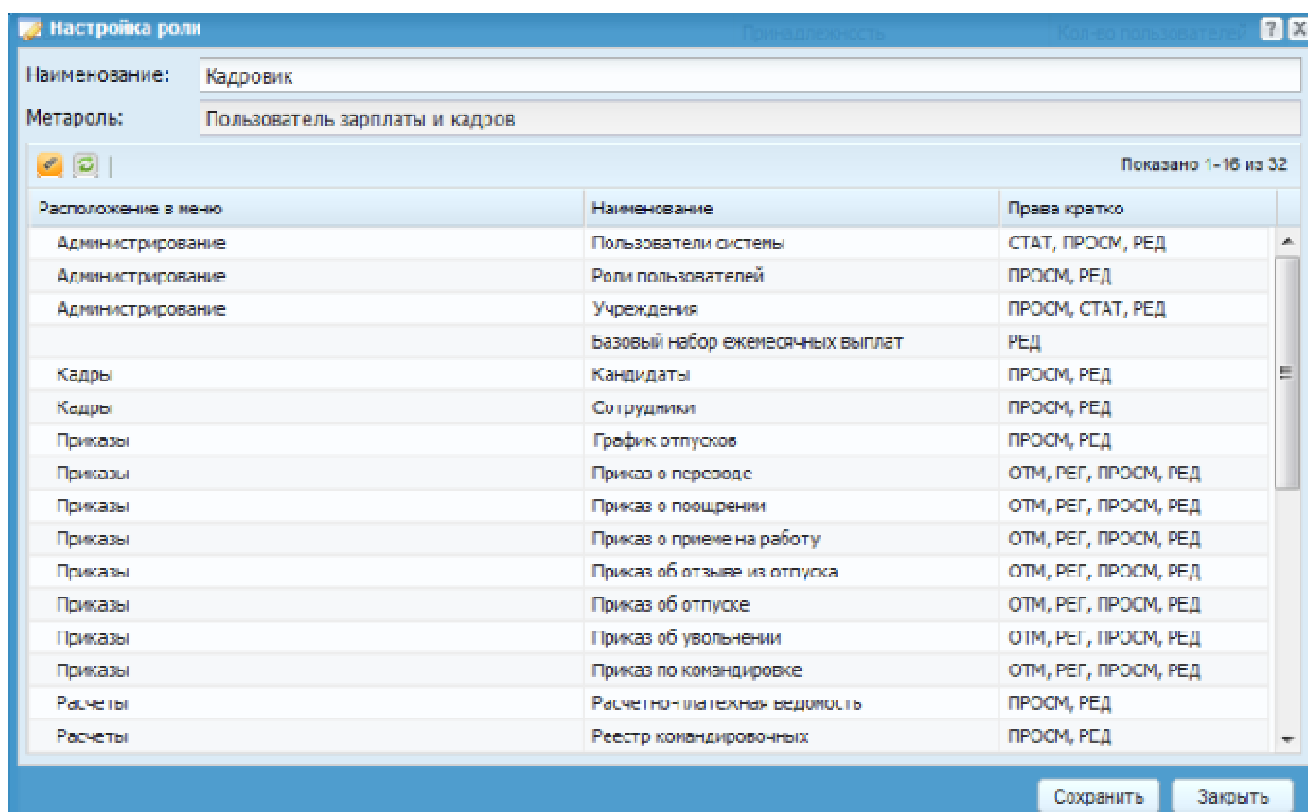 Настройка роли
Принадлежность Кол-во пользователей
Наименование: Кадровик
Метароль: Пользователь зарплаты и кадров
Показано 1-16 из 32
Расположение в меню Наименование Права кратко
Администрирование Пользователи системы СТАТ, ПРОСМ, РЕД
Администрирование Роли пользователей ПРОСМ, РЕД
Администрирование Учреждения ПРОСМ, СТАТ, РЕД
Базовый набор ежемесячных выплат РЕД
Кадры Кандидаты ПРОСМ, РЕД
Кадры Сотрудники ПРОСМ, РЕД
Приказы График отпусков ПРОСМ, РЕД
Приказы Приказ о переводе ОТМ, РЕГ, ПРОСМ, РЕД
Приказы Приказ о поощрении ОТМ, РЕГ, ПРОСМ, РЕД
Приказы Приказ о приеме на работу ОТМ, РЕГ, ПРОСМ, РЕД
Приказы Приказ об отзыве из отпуска ОТМ, РЕГ, ПРОСМ, РЕД
Приказы Приказ об отпуске ОТМ, РЕГ, ПРОСМ, РЕД
Приказы Приказ об увольнении ОТМ, РЕГ, ПРОСМ, РЕД
Приказы Приказ по командировке ОТМ, РЕГ, ПРОСМ, РЕД
Расчеты Расчетно-платежная ведомость ПРОСМ, РЕД
Расчеты Реестр командировочных ПРОСМ, РЕД
Сохранить Закрыть